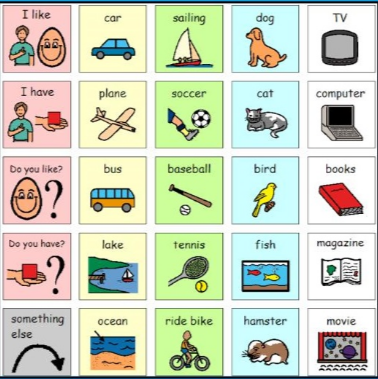 I like
car
sailing
dog
TV
I have
plane
soccer
cat
computer
Do you like?
bus
baseball
bird
books
Do you have?
lake
tennis
fish
magazine
something
else
ocean
ride bike
hamster
movie